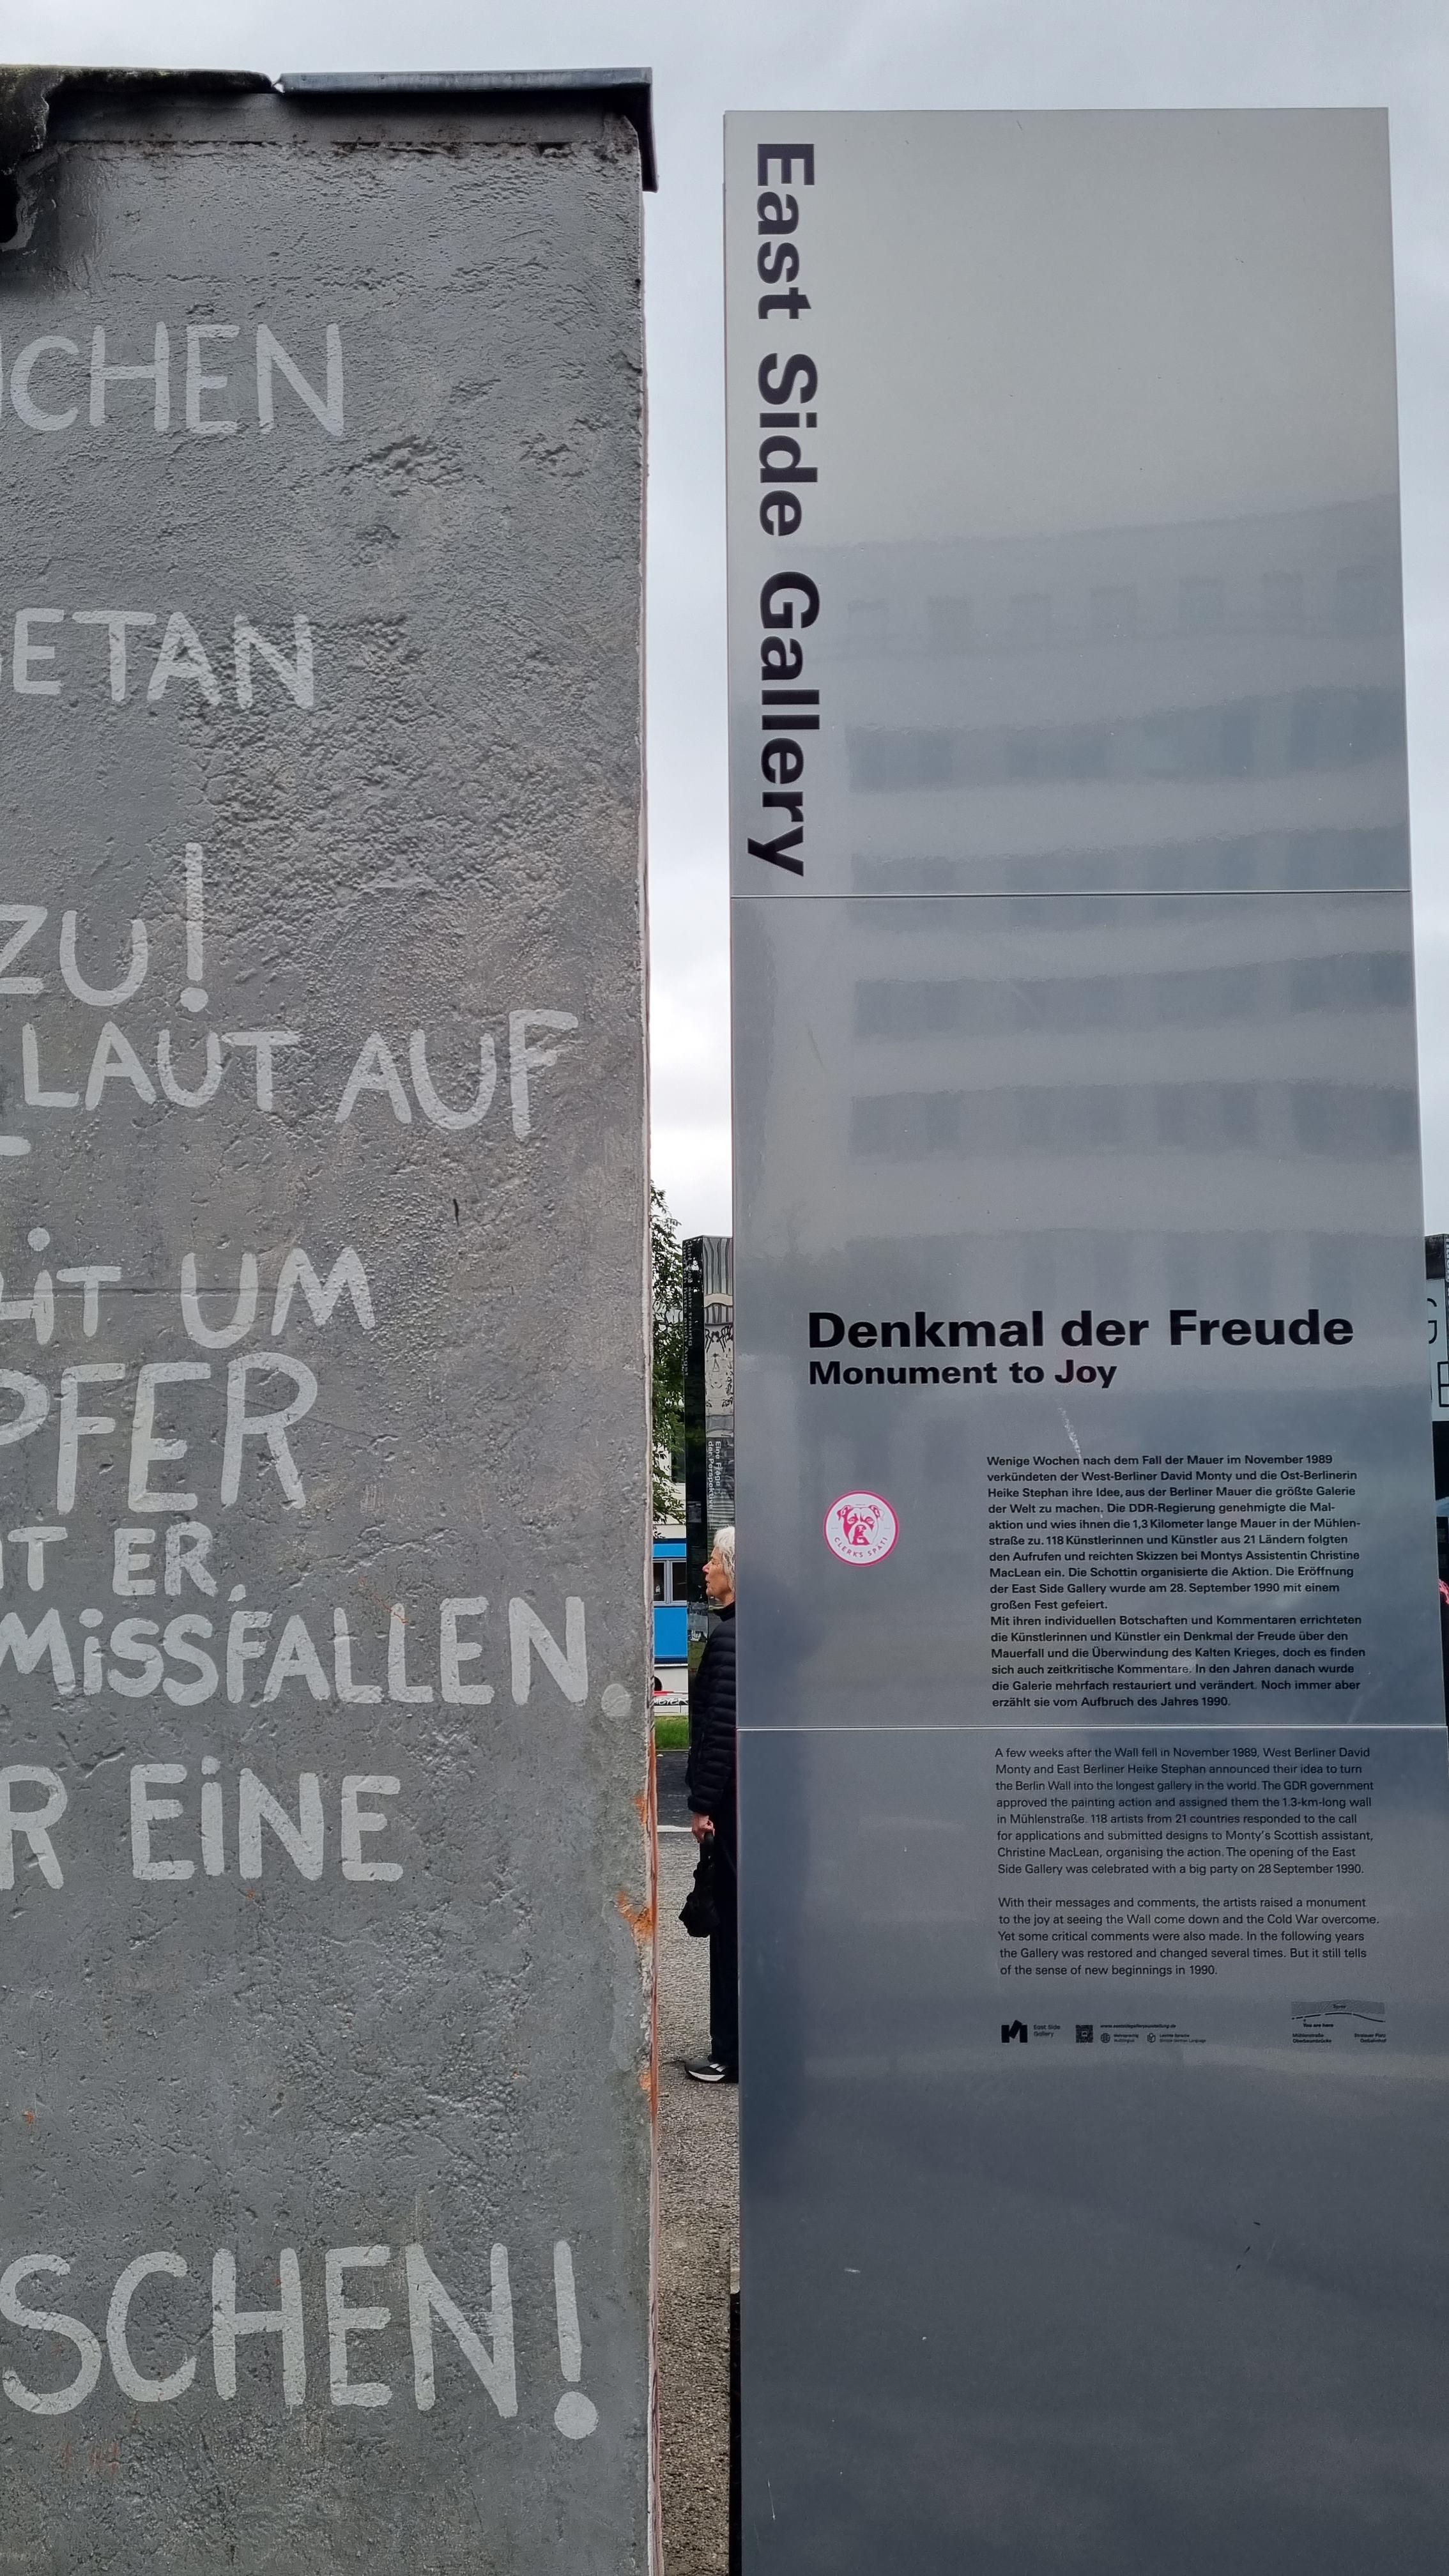 CHEN
ETAN
ZU!
LAUT AUF
HiT UM
PFER
T ER,
MiSSFALLEN.
R EiNE
SCHEN!
East Side Gallery
Denkmal der Freude
Monument to Joy
CLERKS SPÄTI
Wenige Wochen nach dem Fall der Mauer im November 1989
verkündeten der West-Berliner David Monty und die Ost-Berlinerin
Heike Stephan ihre Idee, aus der Berliner Mauer die größte Galerie
der Welt zu machen. Die DDR-Regierung genehmigte die Mal-
aktion und wies ihnen die 1,3 Kilometer lange Mauer in der Mühlen-
straße zu. 118 Künstlerinnen und Künstler aus 21 Ländern folgten
den Aufrufen und reichten Skizzen bei Montys Assistentin Christine
MacLean ein. Die Schottin organisierte die Aktion. Die Eröffnung
der East Side Gallery wurde am 28. September 1990 mit einem
großen Fest gefeiert.
Mit ihren individuellen Botschaften und Kommentaren errichteten
die Künstlerinnen und Künstler ein Denkmal der Freude über den
Mauerfall und die Überwindung des Kalten Krieges, doch es finden
sich auch zeitkritische Kommentare. In den Jahren danach wurde
die Galerie mehrfach restauriert und verändert. Noch immer aber
erzählt sie vom Aufbruch des Jahres 1990.
A few weeks after the Wall fell in November 1989, West Berliner David
Monty and East Berliner Heike Stephan announced their idea to turn
the Berlin Wall into the longest gallery in the world. The GDR government
approved the painting action and assigned them the 1.3-km-long wall
in Mühlenstraße. 118 artists from 21 countries responded to the call
for applications and submitted designs to Monty's Scottish assistant,
Christine MacLean, organising the action. The opening of the East
Side Gallery was celebrated with a big party on 28 September 1990.
With their messages and comments, the artists raised a monument
to the joy at seeing the Wall come down and the Cold War overcome.
Yet some critical comments were also made. In the following years
the Gallery was restored and changed several times. But it still tells
of the sense of new beginnings in 1990.
East Side
Gallery
Spree
You are here
Mühlenstraße
Oberbaumbrücke
Eine Frage
der Perspektive